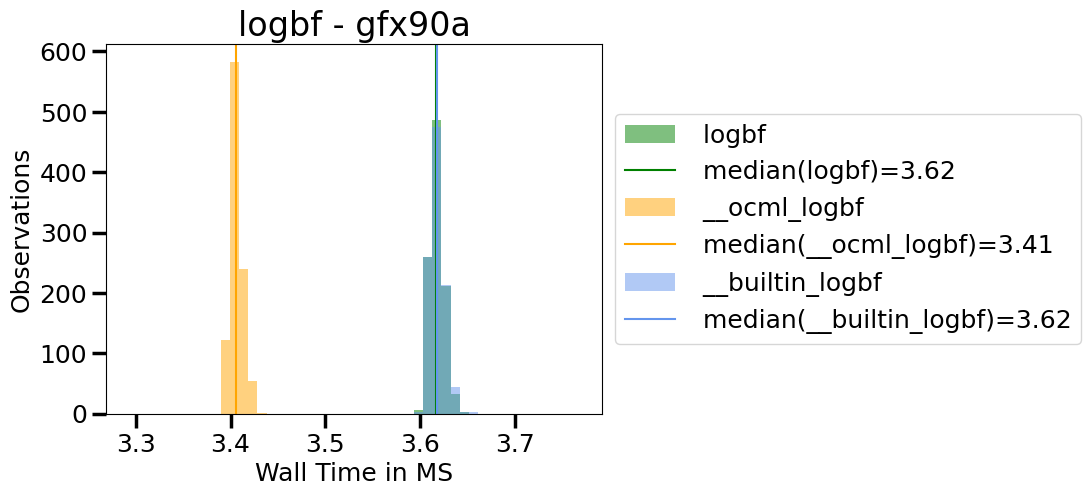 logbf - gfx90a
600
500
400
300
200
100
0
Observations
3.3 3.4 3.5 3.6 3.7
Wall Time in MS
logbf
median(logbf)=3.62
__ocml_logbf
median(__ocml_logbf)=3.41
__builtin_logbf
median(__builtin_logbf)=3.62